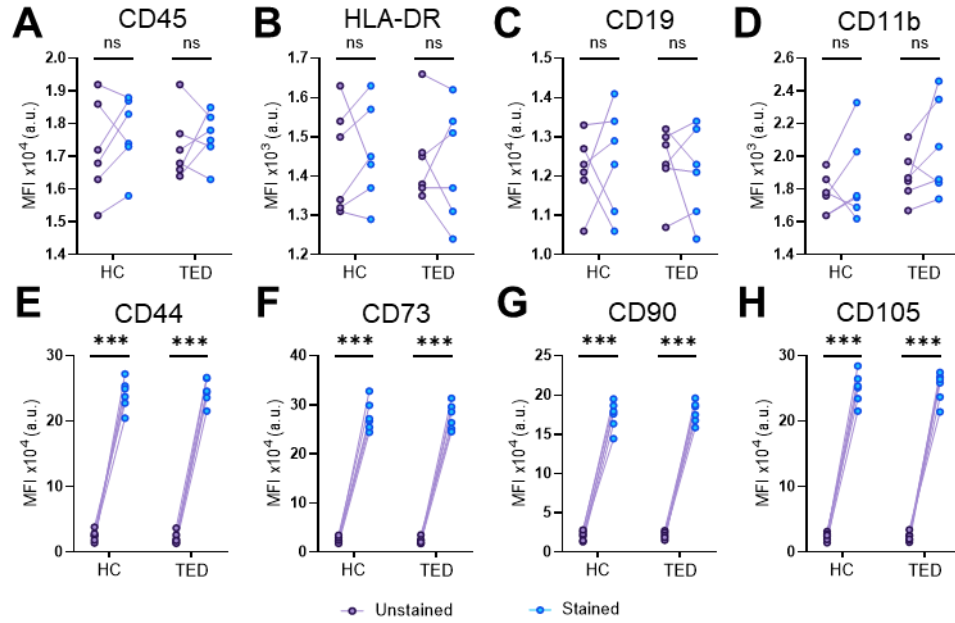 A CD45
B HLA-DR
C CD19
D CD11b
ns ns ns ns ns ns ns ns
MFI x10⁴ (a.u.)
2.0
1.9
1.8
1.7
1.6
1.5
1.4
HC TED
MFI x10³ (a.u.)
1.7
1.6
1.5
1.4
1.3
1.2
HC TED
MFI x10⁴ (a.u.)
1.5
1.4
1.3
1.2
1.1
1.0
HC TED
MFI x10³ (a.u.)
2.6
2.4
2.2
2.0
1.8
1.6
1.4
HC TED
E CD44
F CD73
G CD90
H CD105
*** *** *** *** *** *** *** ***
MFI x10⁴ (a.u.)
30
20
10
0
HC TED
MFI x10⁴ (a.u.)
40
30
20
10
0
HC TED
MFI x10⁴ (a.u.)
25
20
15
10
5
0
HC TED
MFI x10⁴ (a.u.)
30
20
10
0
HC TED
Unstained Stained